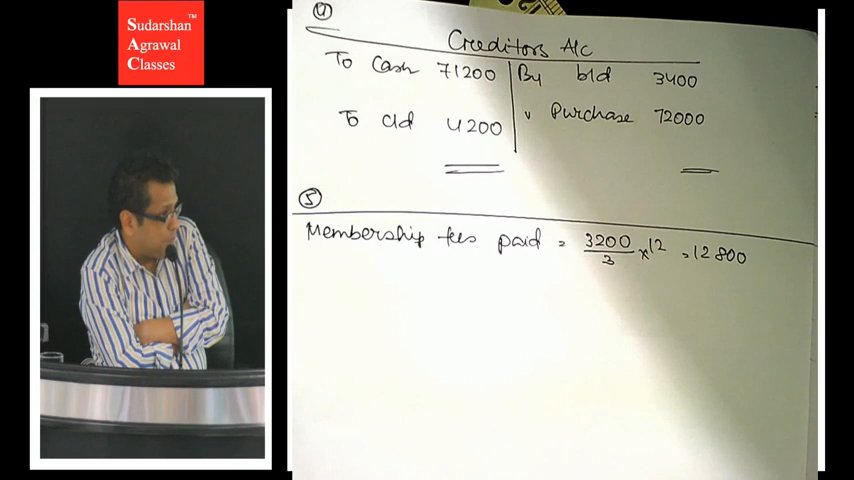 Sudarshan™
Agrawal
Classes
S A C
④
Creditors A/c
To Cash 71200 By b/d 3400
To c/d 4200 " Purchase 72000
⑤
Membership fees paid = 3200/3 x 12 = 12800